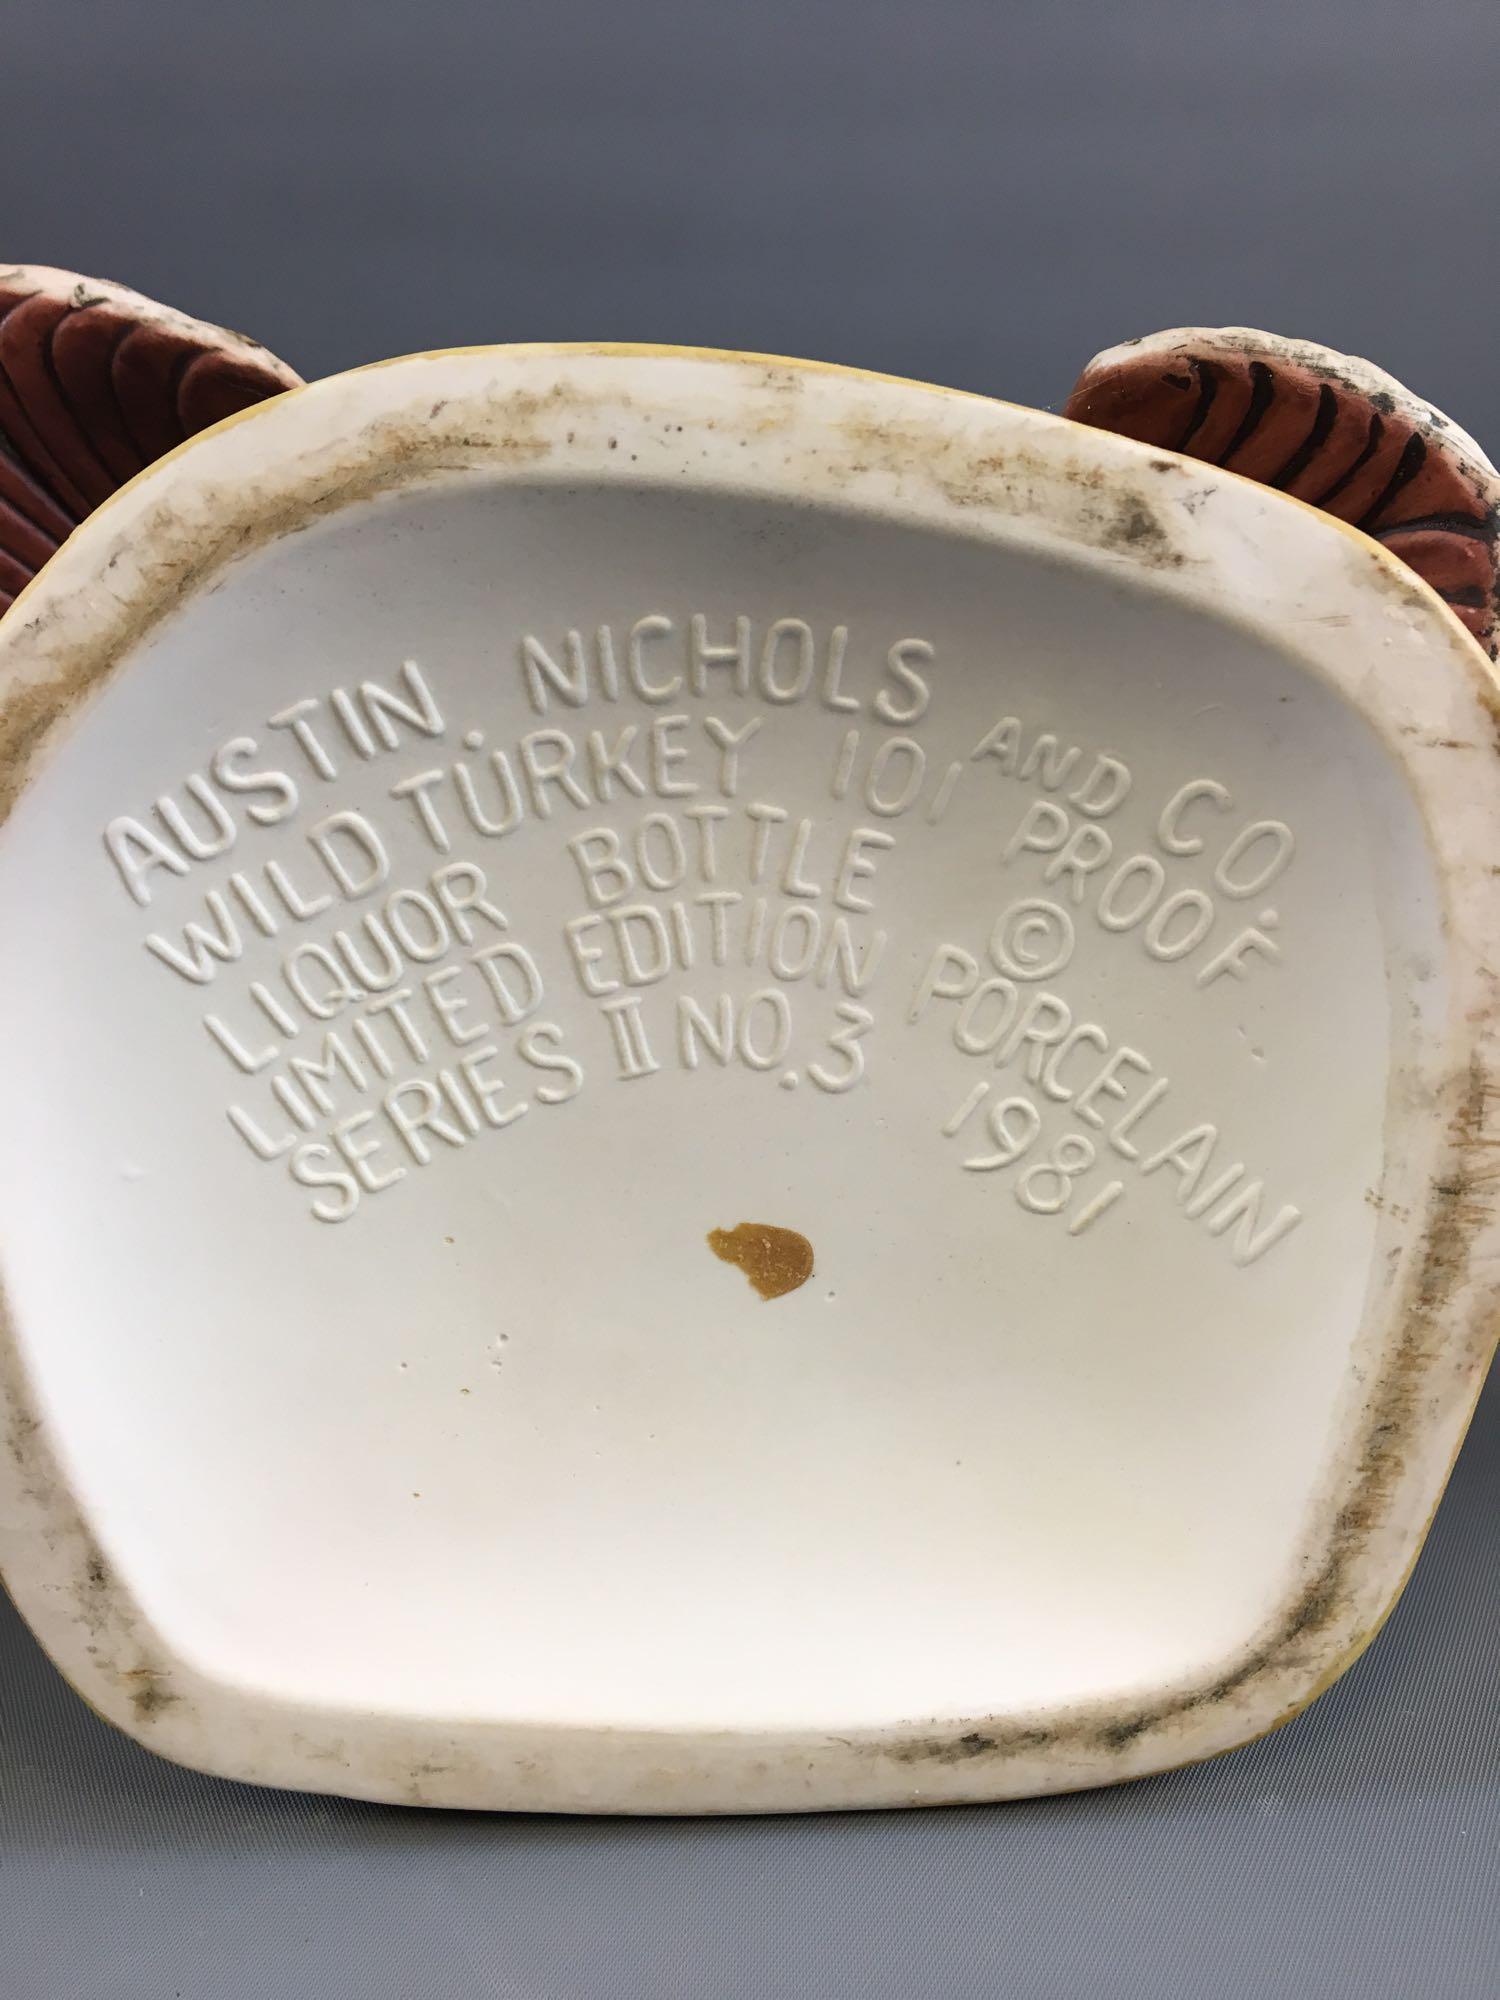 AUSTIN, NICHOLS AND CO.
WILD TURKEY 101 PROOF
LIQUOR BOTTLE © PORCELAIN
LIMITED EDITION 1981
SERIES II NO. 3